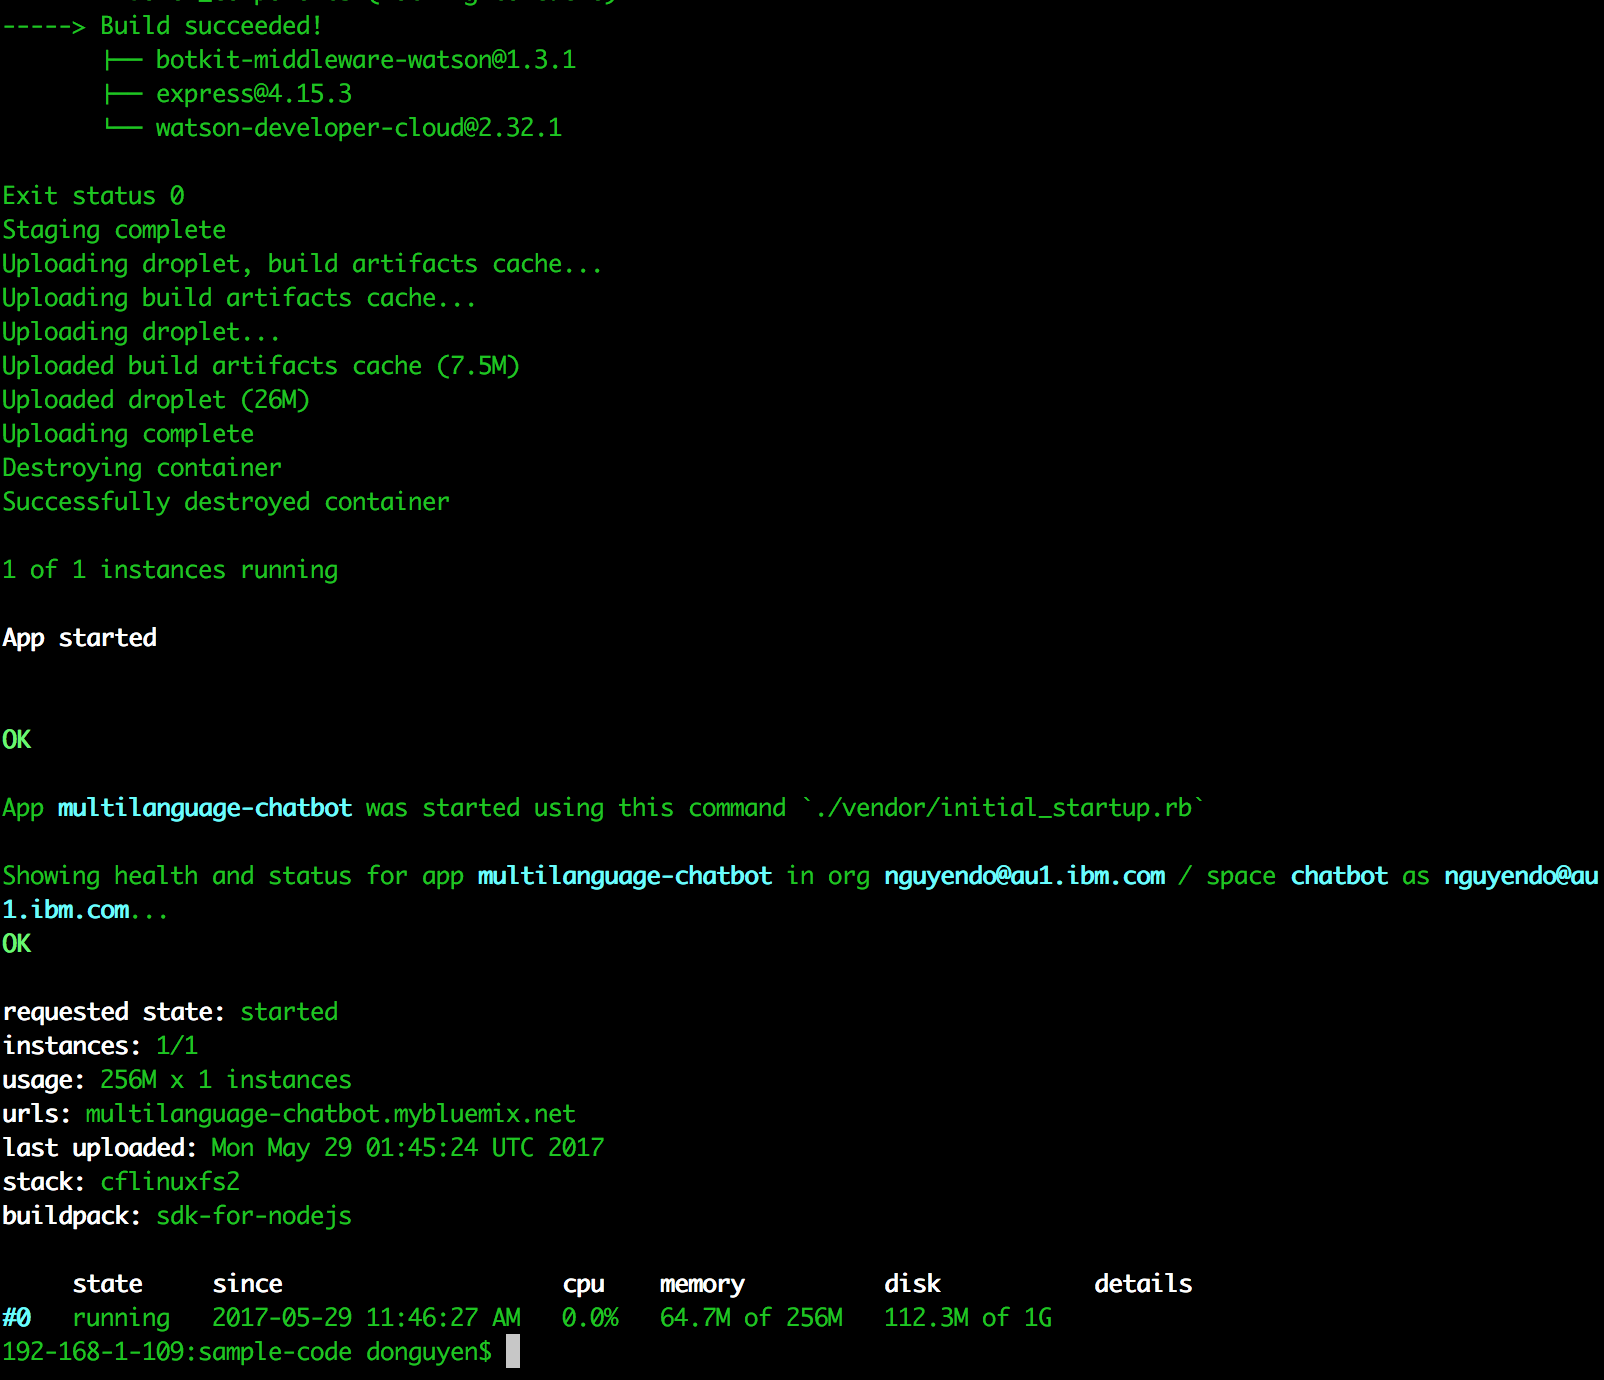 -----> Build succeeded!
├── botkit-middleware-watson@1.3.1
├── express@4.15.3
└── watson-developer-cloud@2.32.1
Exit status 0
Staging complete
Uploading droplet, build artifacts cache...
Uploading build artifacts cache...
Uploading droplet...
Uploaded build artifacts cache (7.5M)
Uploaded droplet (26M)
Uploading complete
Destroying container
Successfully destroyed container
1 of 1 instances running
App started
OK
App multilanguage-chatbot was started using this command `./vendor/initial_startup.rb`
Showing health and status for app multilanguage-chatbot in org nguyendo@au1.ibm.com / space chatbot as nguyendo@au
1.ibm.com...
OK
requested state: started
instances: 1/1
usage: 256M x 1 instances
urls: multilanguage-chatbot.mybluemix.net
last uploaded: Mon May 29 01:45:24 UTC 2017
stack: cflinuxfs2
buildpack: sdk-for-nodejs
state since cpu memory disk details
#0 running 2017-05-29 11:46:27 AM 0.0% 64.7M of 256M 112.3M of 1G
192-168-1-109:sample-code donguyen$